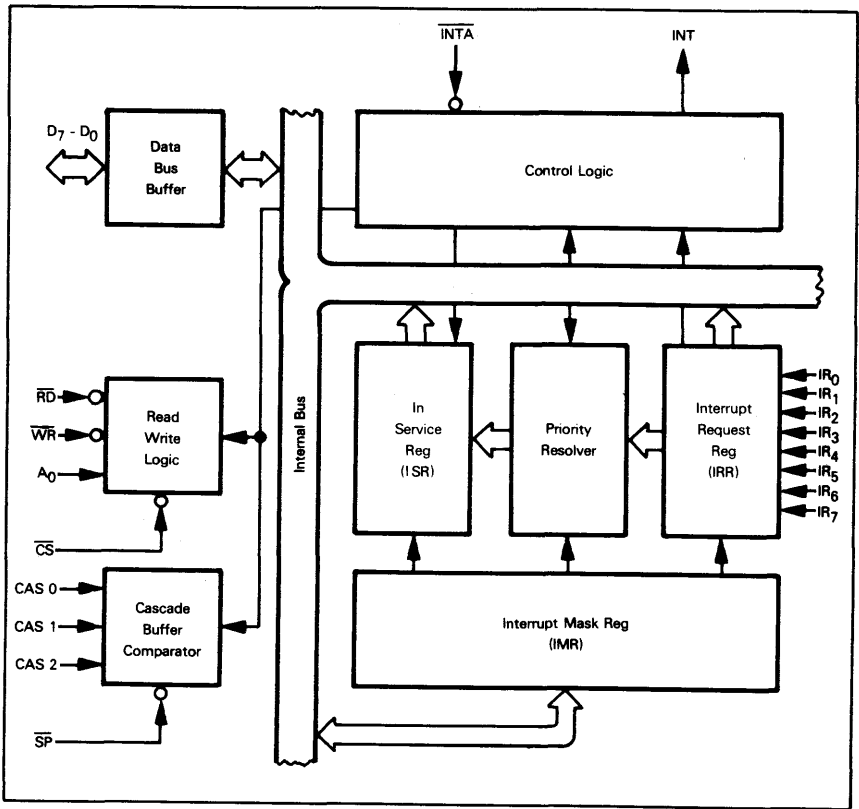 INTA
INT
D7 - D0
Data
Bus
Buffer
Control Logic
RD
WR
A0
Read
Write
Logic
CS
Internal Bus
In
Service
Reg
(ISR)
Priority
Resolver
Interrupt
Request
Reg
(IRR)
IR0
IR1
IR2
IR3
IR4
IR5
IR6
IR7
CAS 0
CAS 1
CAS 2
Cascade
Buffer
Comparator
SP
Interrupt Mask Reg
(IMR)